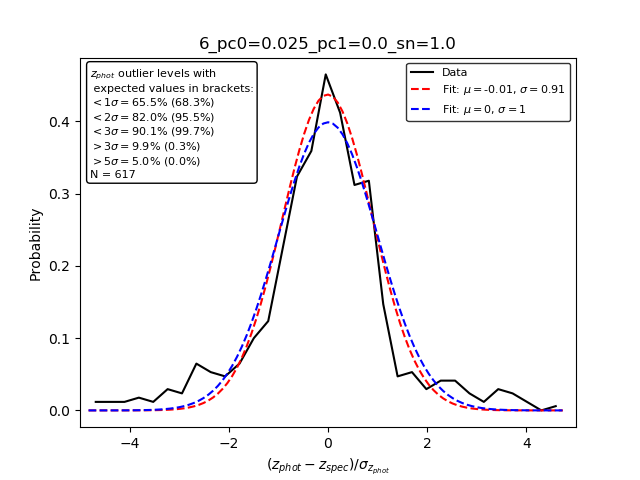 6_pc0=0.025_pc1=0.0_sn=1.0
z_phot outlier levels with
expected values in brackets:
< 1σ = 65.5% (68.3%)
< 2σ = 82.0% (95.5%)
< 3σ = 90.1% (99.7%)
> 3σ = 9.9% (0.3%)
> 5σ = 5.0% (0.0%)
N = 617
Data
Fit: μ = -0.01, σ = 0.91
Fit: μ = 0, σ = 1
Probability
0.4
0.3
0.2
0.1
0.0
−4 −2 0 2 4
(z_phot − z_spec)/σ_z_phot